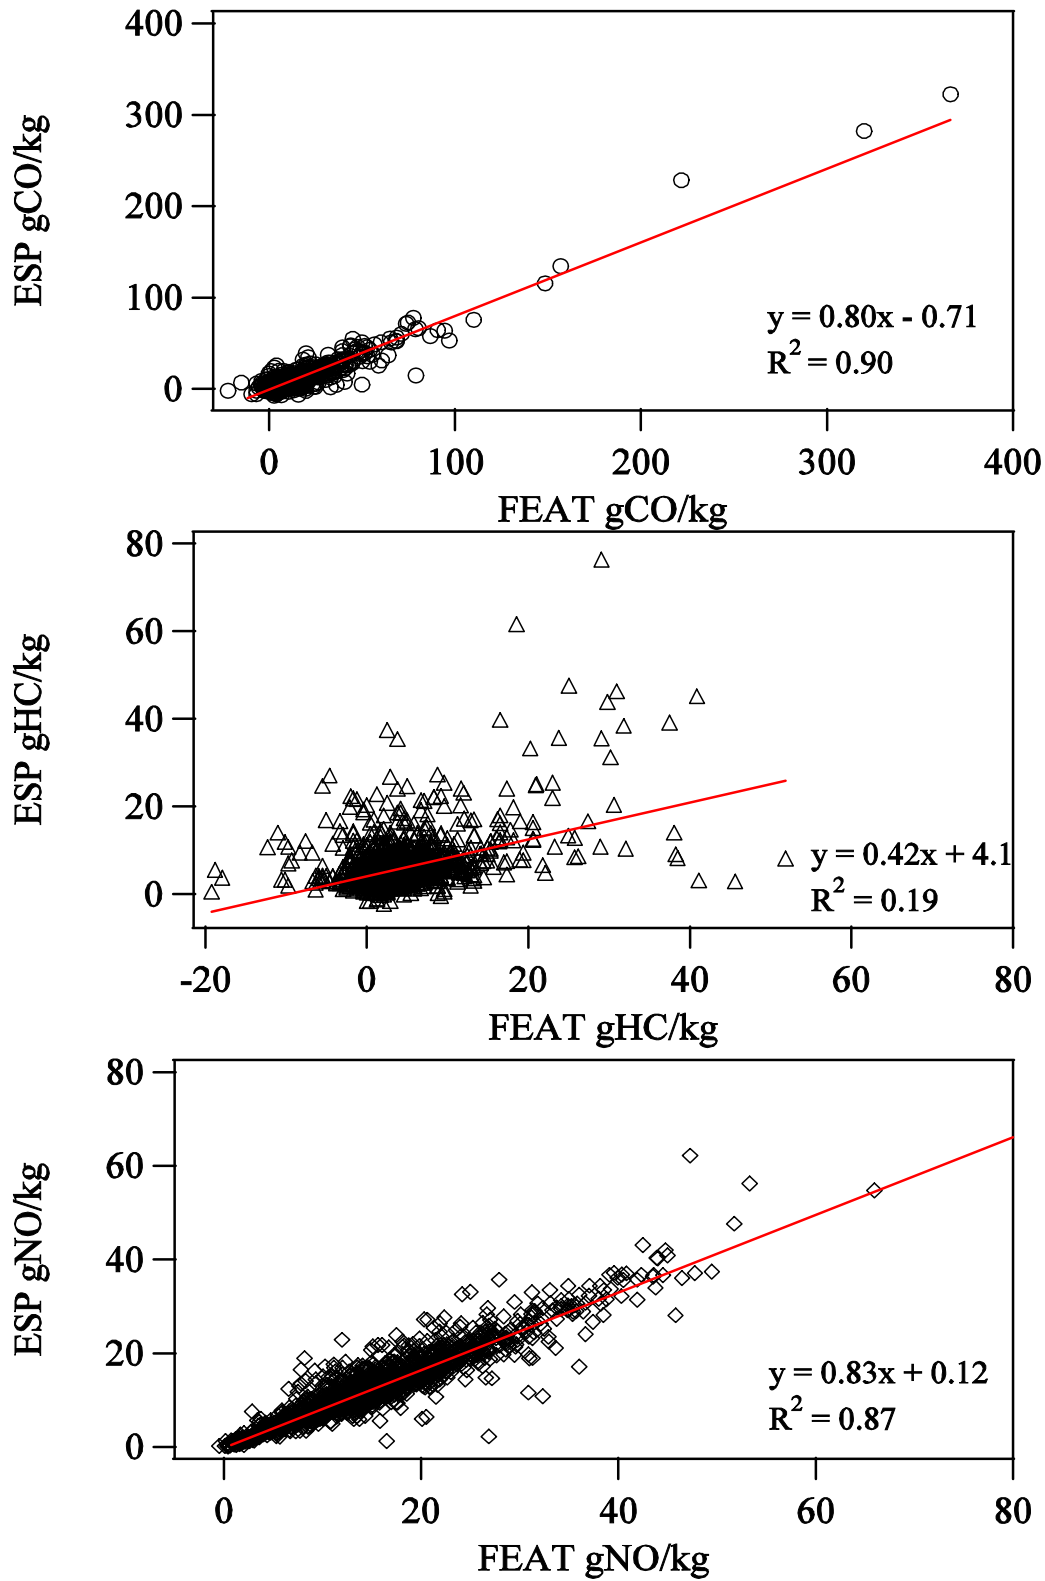 400
300
200
100
0
ESP gCO/kg
y = 0.80x - 0.71
R² = 0.90
0 100 200 300 400
FEAT gCO/kg
80
60
40
20
0
ESP gHC/kg
y = 0.42x + 4.1
R² = 0.19
-20 0 20 40 60 80
FEAT gHC/kg
80
60
40
20
0
ESP gNO/kg
y = 0.83x + 0.12
R² = 0.87
0 20 40 60 80
FEAT gNO/kg